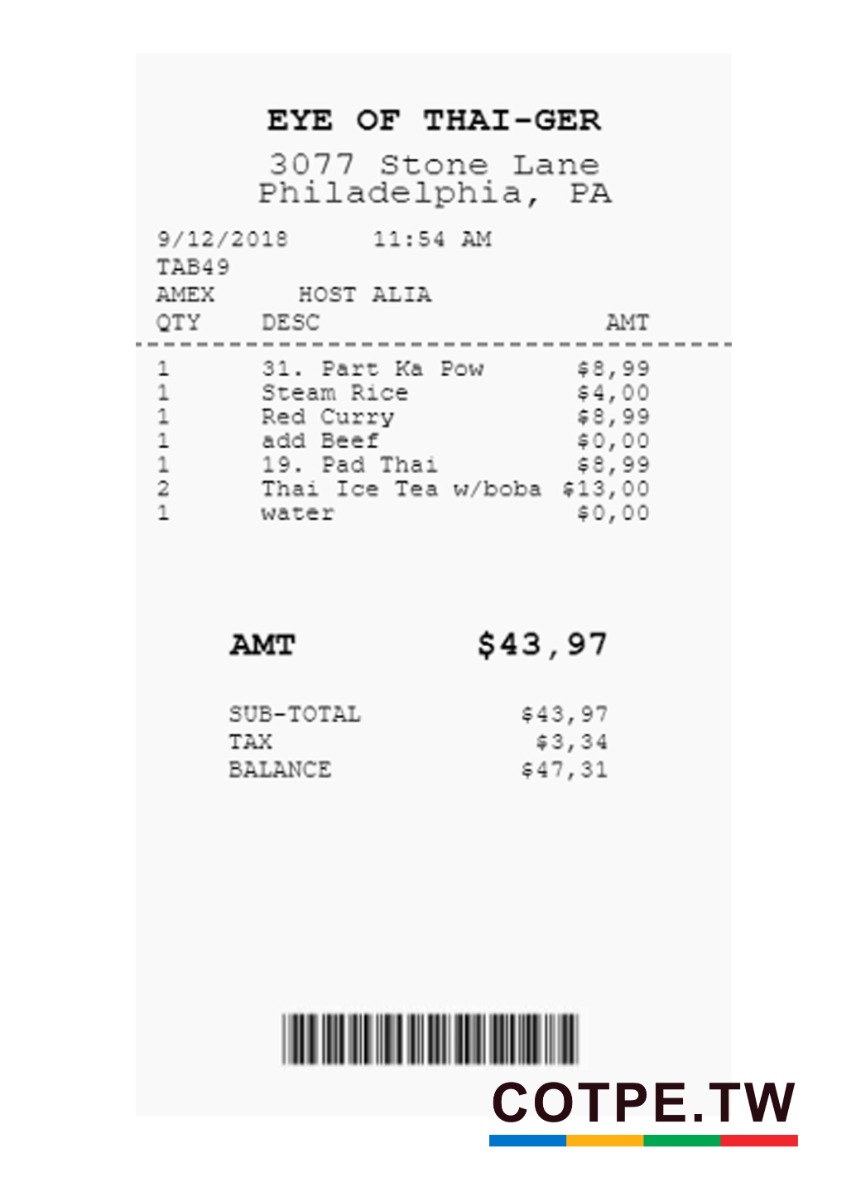 EYE OF THAI-GER
3077 Stone Lane
Philadelphia, PA
9/12/2018 11:54 AM
TAB49
AMEX HOST ALIA
QTY DESC AMT
1 31. Part Ka Pow $8,99
1 Steam Rice $4,00
1 Red Curry $8,99
1 add Beef $0,00
1 19. Pad Thai $8,99
2 Thai Ice Tea w/boba $13,00
1 water $0,00
AMT $43,97
SUB-TOTAL $43,97
TAX $3,34
BALANCE $47,31
COTPE.TW